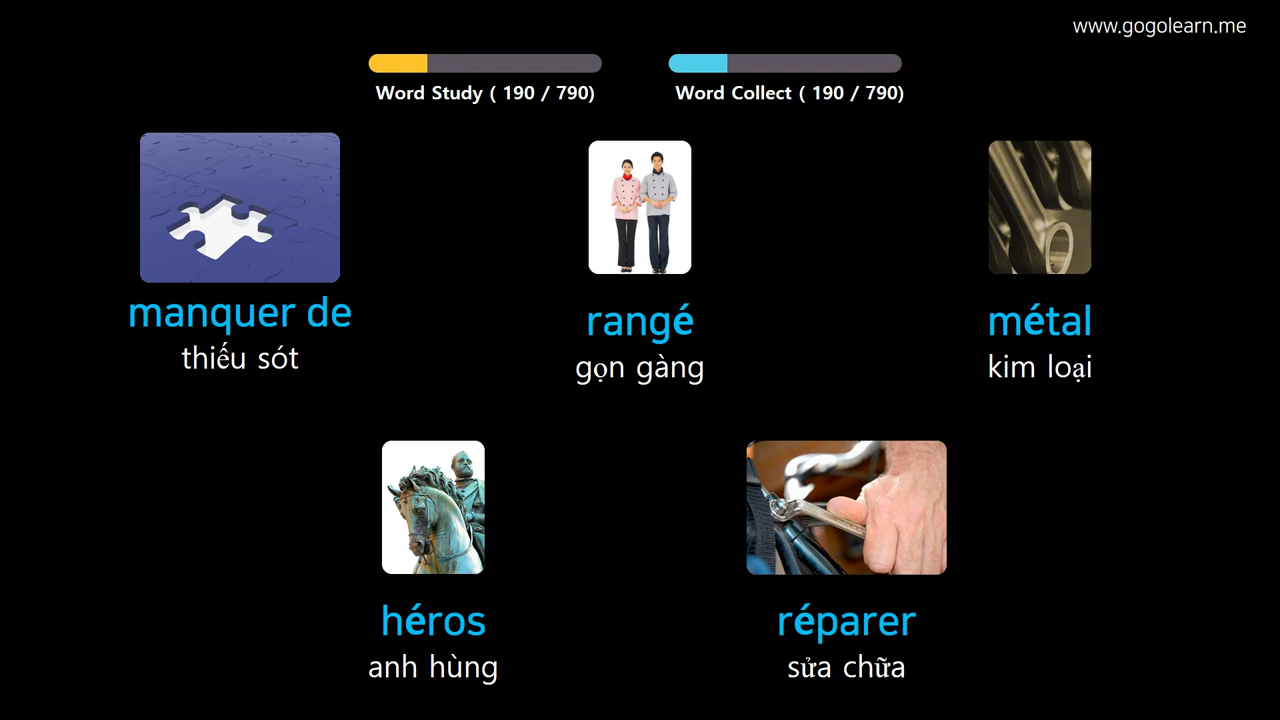 www.gogolearn.me
Word Study ( 190 / 790)
Word Collect ( 190 / 790)
manquer de
thiếu sót
rangé
gọn gàng
métal
kim loại
héros
anh hùng
réparer
sửa chữa